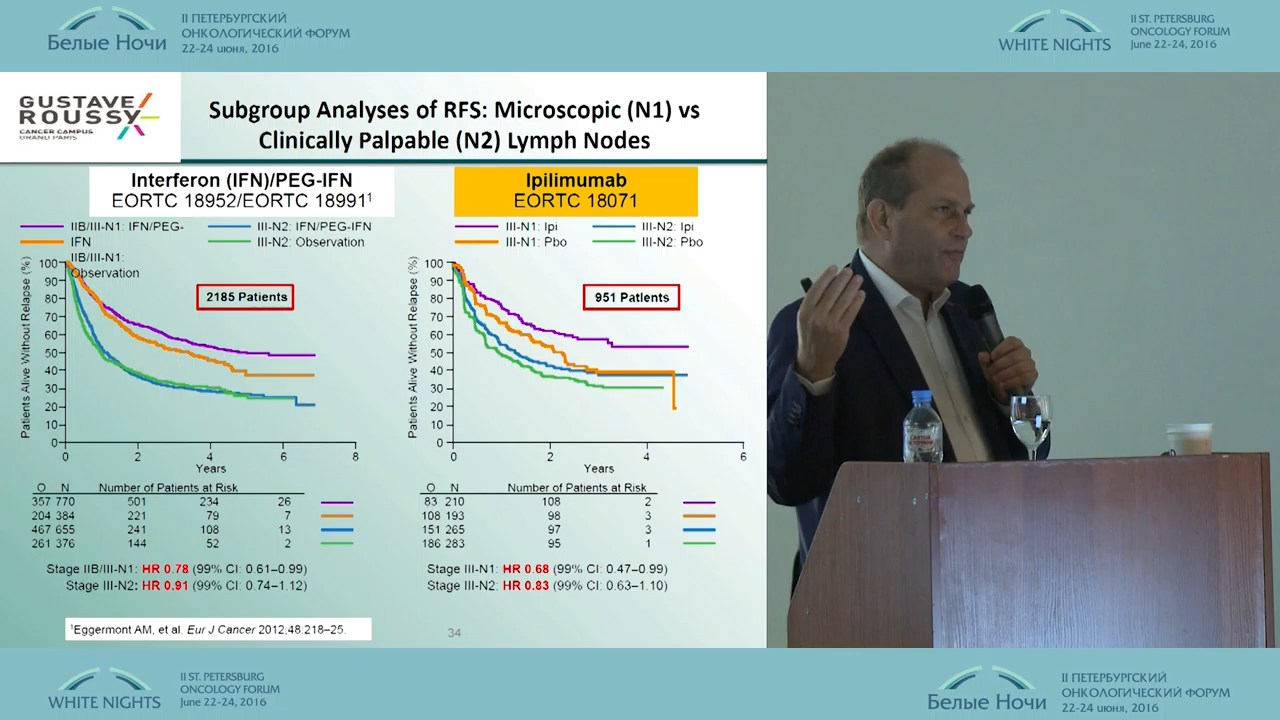 II ПЕТЕРБУРГСКИЙ
ОНКОЛОГИЧЕСКИЙ ФОРУМ
Белые Ночи
22-24 июня, 2016
II ST. PETERSBURG
ONCOLOGY FORUM
WHITE NIGHTS
June 22-24, 2016
GUSTAVE
ROUSSY
CANCER CAMPUS
GRAND PARIS
Subgroup Analyses of RFS: Microscopic (N1) vs
Clinically Palpable (N2) Lymph Nodes
Interferon (IFN)/PEG-IFN
EORTC 18952/EORTC 18991¹
IIB/III-N1: IFN/PEG-
IFN
IIB/III-N1:
Observation
III-N2: IFN/PEG-IFN
III-N2: Observation
Patients Alive Without Relapse (%)
100
90
80
70
60
50
40
30
20
10
0
2185 Patients
0 2 4 6 8
Years
O N Number of Patients at Risk
357 770 501 234 26
204 384 221 79 7
467 655 241 108 13
261 376 144 52 2
Stage IIB/III-N1: HR 0.78 (99% CI: 0.61–0.99)
Stage III-N2: HR 0.91 (99% CI: 0.74–1.12)
Ipilimumab
EORTC 18071
III-N1: Ipi
III-N1: Pbo
III-N2: Ipi
III-N2: Pbo
Patients Alive Without Relapse (%)
100
90
80
70
60
50
40
30
20
10
0
951 Patients
0 2 4 6
Years
O N Number of Patients at Risk
83 210 108 2
108 193 98 3
151 265 97 3
186 283 95 1
Stage III-N1: HR 0.68 (99% CI: 0.47–0.99)
Stage III-N2: HR 0.83 (99% CI: 0.63–1.10)
¹Eggermont AM, et al. Eur J Cancer 2012;48:218–25.
34
II ST. PETERSBURG
ONCOLOGY FORUM
WHITE NIGHTS
June 22-24, 2016
II ПЕТЕРБУРГСКИЙ
ОНКОЛОГИЧЕСКИЙ ФОРУМ
Белые Ночи
22-24 июня, 2016